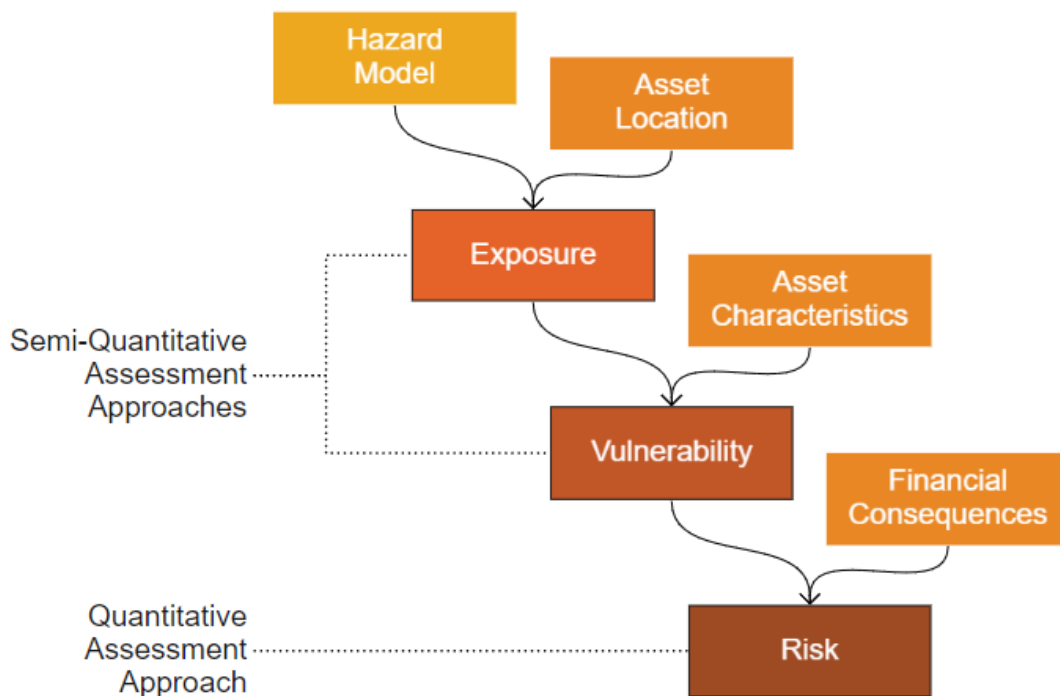 Hazard
Model
Asset
Location
Exposure
Asset
Characteristics
Semi-Quantitative
Assessment
Approaches
Vulnerability
Financial
Consequences
Quantitative
Assessment
Approach
Risk